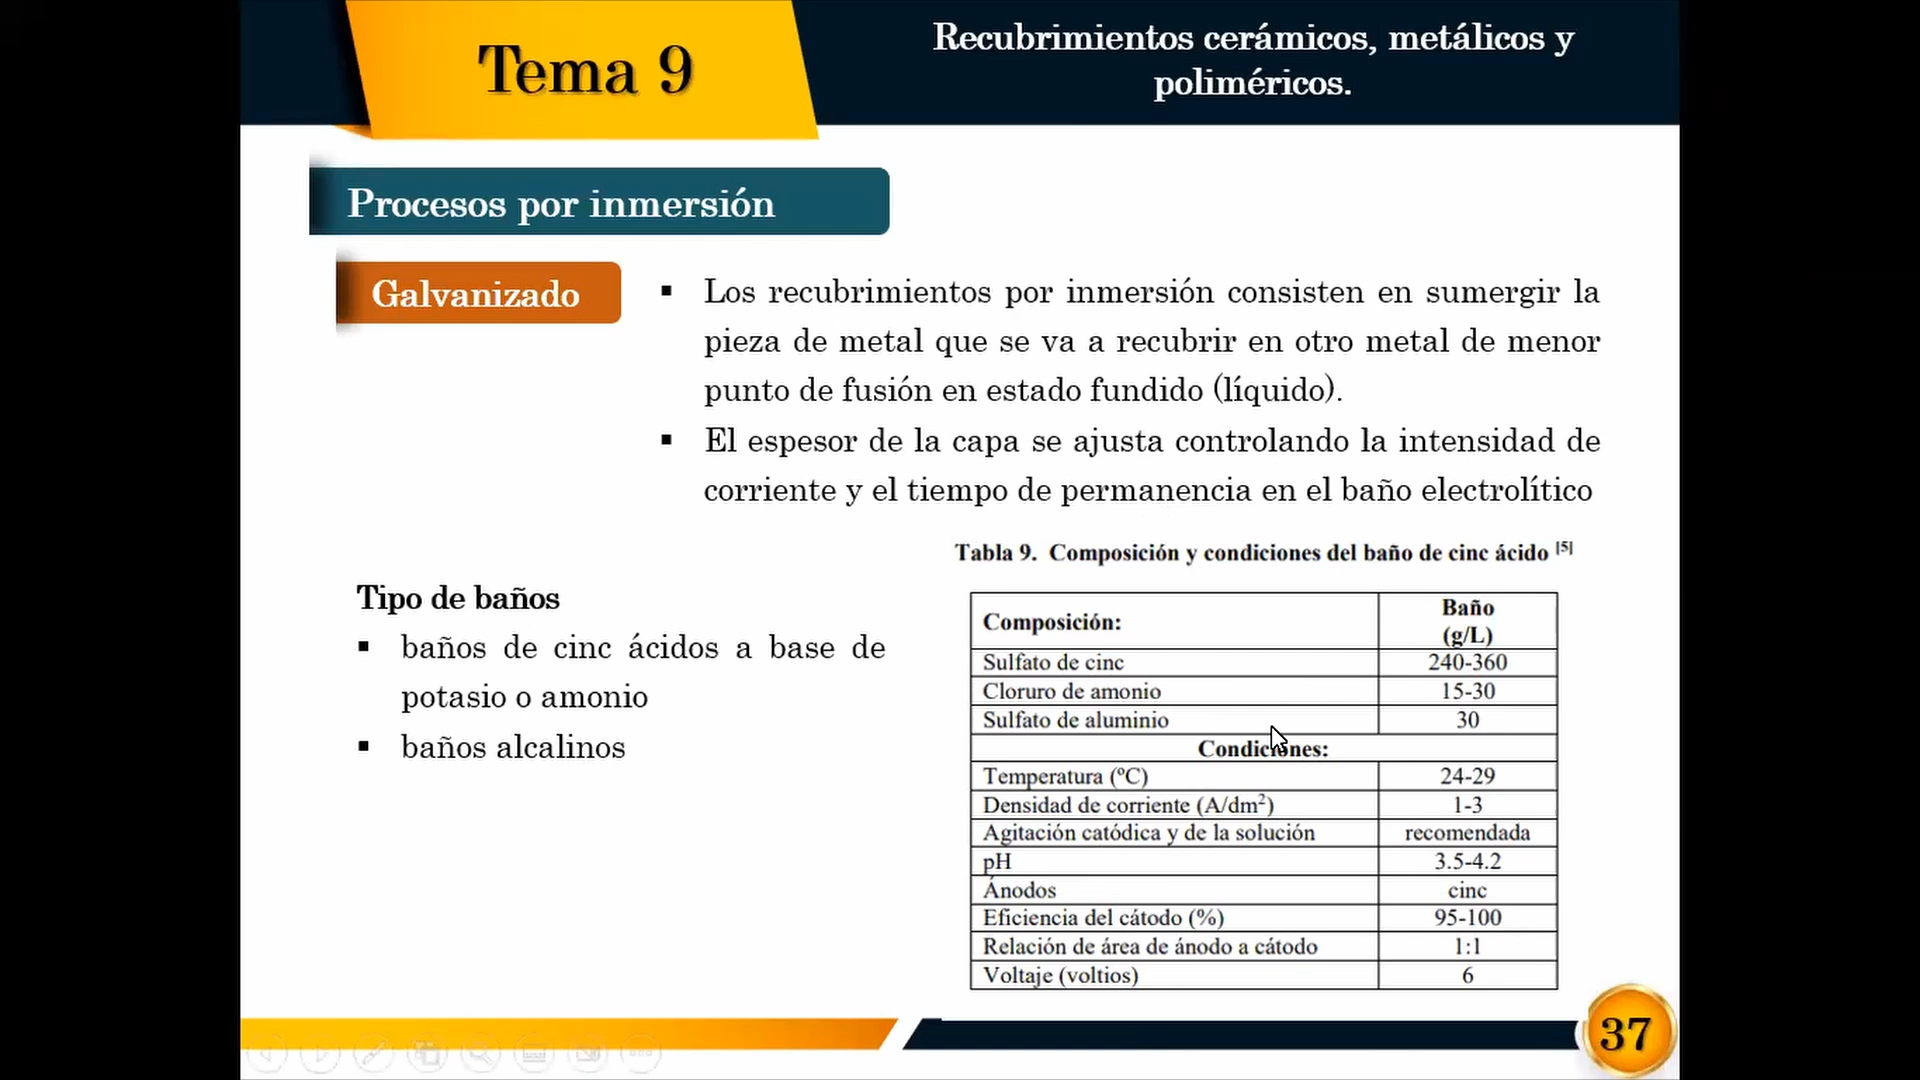 Tema 9
Recubrimientos cerámicos, metálicos y
poliméricos.
Procesos por inmersión
Galvanizado
▪ Los recubrimientos por inmersión consisten en sumergir la
pieza de metal que se va a recubrir en otro metal de menor
punto de fusión en estado fundido (líquido).
▪ El espesor de la capa se ajusta controlando la intensidad de
corriente y el tiempo de permanencia en el baño electrolítico
Tipo de baños
▪ baños de cinc ácidos a base de
potasio o amonio
▪ baños alcalinos
Tabla 9. Composición y condiciones del baño de cinc ácido [5]
Composición: Baño
(g/L)
Sulfato de cinc 240-360
Cloruro de amonio 15-30
Sulfato de aluminio 30
Condiciones:
Temperatura (ºC) 24-29
Densidad de corriente (A/dm²) 1-3
Agitación catódica y de la solución recomendada
pH 3.5-4.2
Ánodos cinc
Eficiencia del cátodo (%) 95-100
Relación de área de ánodo a cátodo 1:1
Voltaje (voltios) 6
37